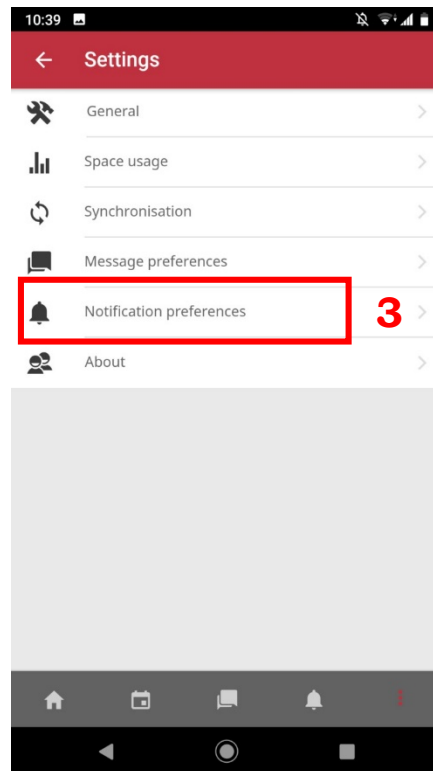 10:39
Settings
General
Space usage
Synchronisation
Message preferences
Notification preferences 3
About